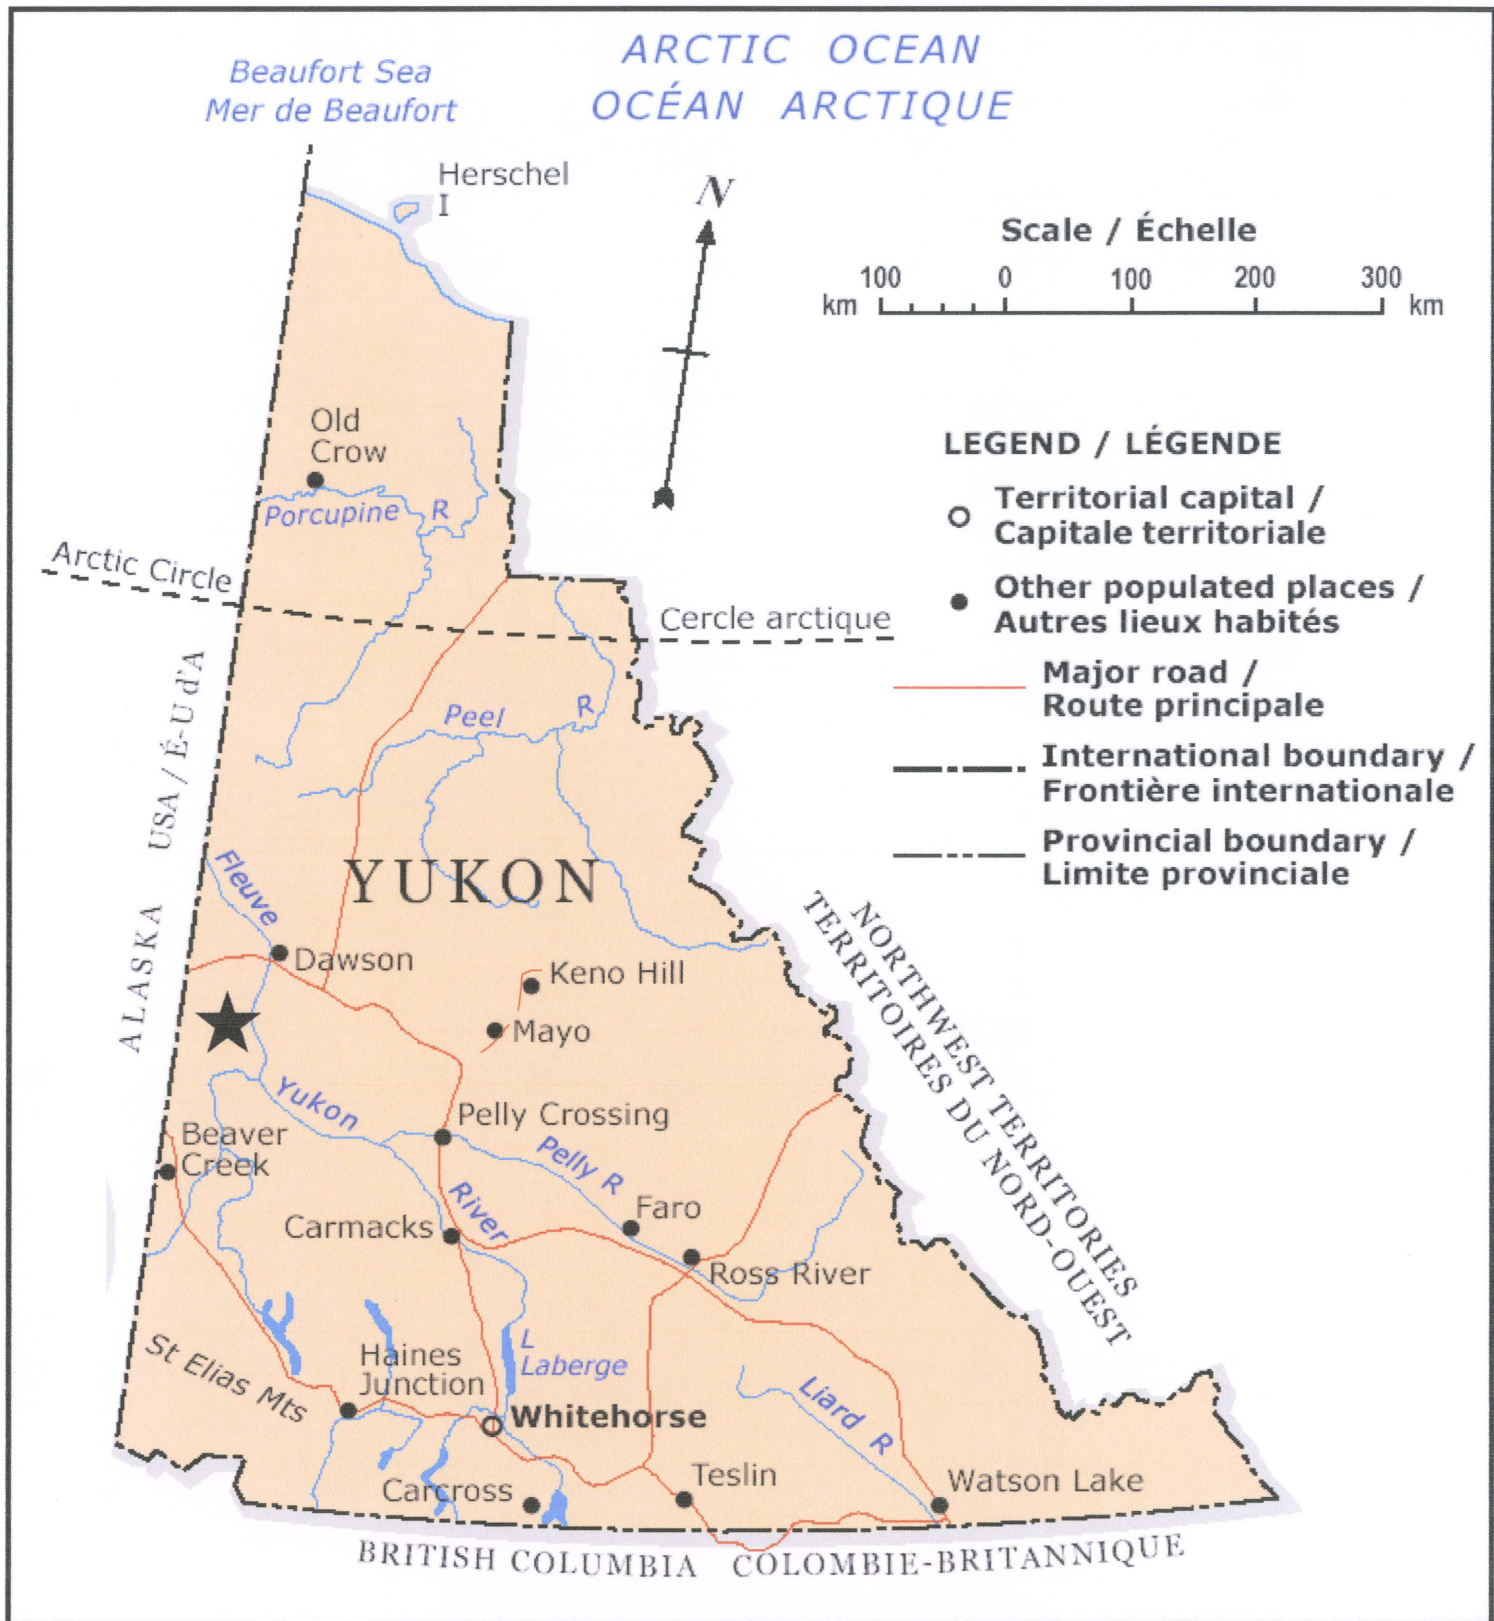 Beaufort Sea
Mer de Beaufort
ARCTIC OCEAN
OCÉAN ARCTIQUE
Herschel
I
N
Scale / Échelle
100 0 100 200 300
km km
Old
Crow
Porcupine R
Arctic Circle
Cercle arctique
LEGEND / LÉGENDE
Territorial capital /
Capitale territoriale
Other populated places /
Autres lieux habités
Major road /
Route principale
International boundary /
Frontière internationale
Provincial boundary /
Limite provinciale
Peel R
ALASKA USA / É-U d'A
YUKON
Fleuve
Dawson
Keno Hill
Mayo
NORTHWEST TERRITORIES
TERRITOIRES DU NORD-OUEST
Yukon
River
Pelly Crossing
Pelly R
Beaver
Creek
Carmacks
Faro
Ross River
St Elias Mts
Haines
Junction
L
Laberge
Whitehorse
Liard R
Carcross
Teslin
Watson Lake
BRITISH COLUMBIA COLOMBIE-BRITANNIQUE